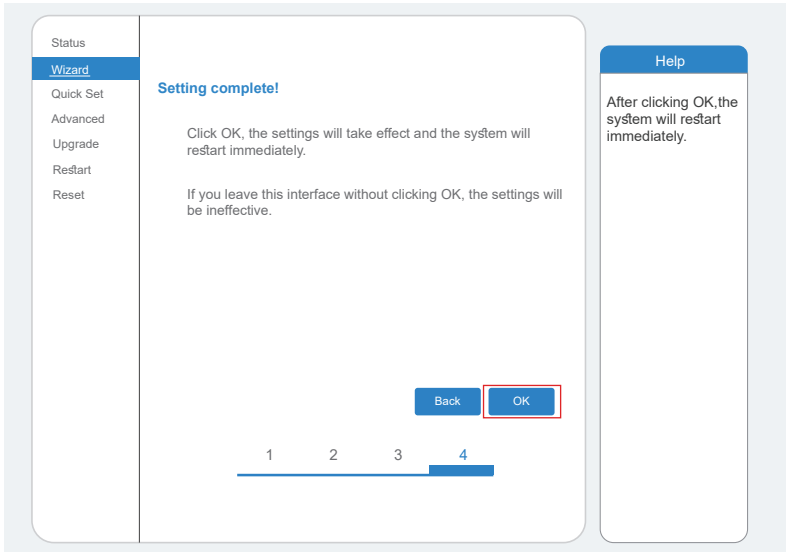 Status
Wizard
Quick Set
Advanced
Upgrade
Restart
Reset
Setting complete!
Click OK, the settings will take effect and the system will
restart immediately.
If you leave this interface without clicking OK, the settings will
be ineffective.
Back
OK
1 2 3 4
Help
After clicking OK,the
system will restart
immediately.